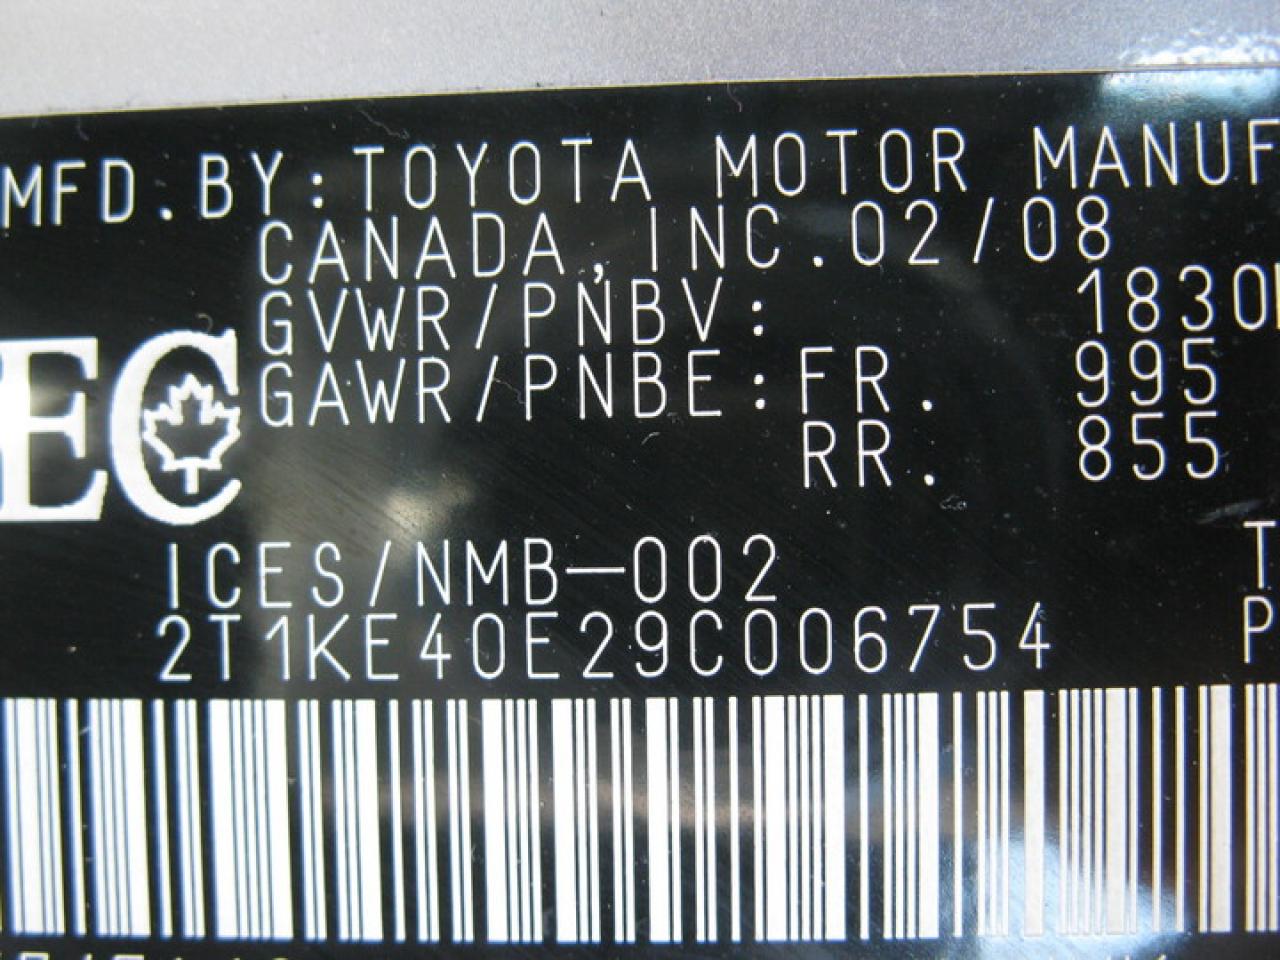 MFD.BY:TOYOTA MOTOR MANUF
CANADA,INC.02/08
GVWR/PNBV: 1830
GAWR/PNBE:FR. 995
RR. 855
EC
ICES/NMB—002
T
2T1KE40E29C006754
P